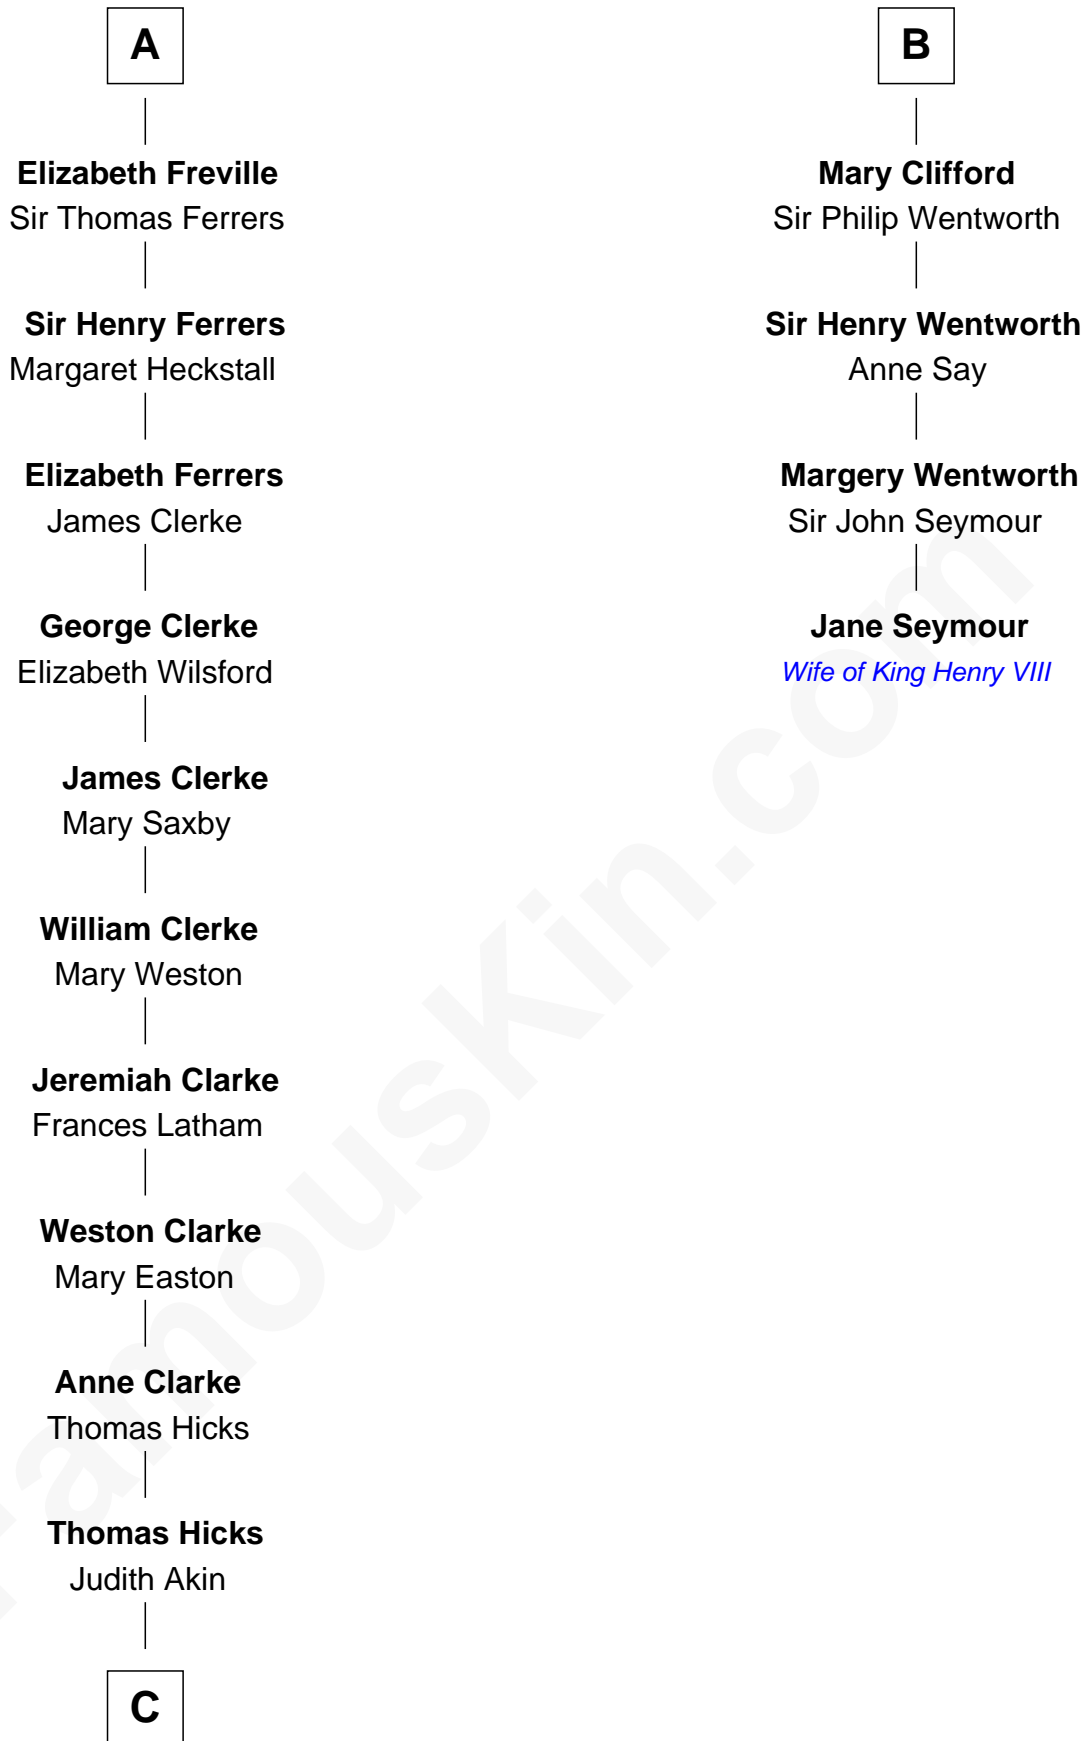 A
Elizabeth Freville
Sir Thomas Ferrers
Sir Henry Ferrers
Margaret Heckstall
Elizabeth Ferrers
James Clerke
George Clerke
Elizabeth Wilsford
James Clerke
Mary Saxby
William Clerke
Mary Weston
Jeremiah Clarke
Frances Latham
Weston Clarke
Mary Easton
Anne Clarke
Thomas Hicks
Thomas Hicks
Judith Akin
C
B
Mary Clifford
Sir Philip Wentworth
Sir Henry Wentworth
Anne Say
Margery Wentworth
Sir John Seymour
Jane Seymour
Wife of King Henry VIII
FamousKin.com